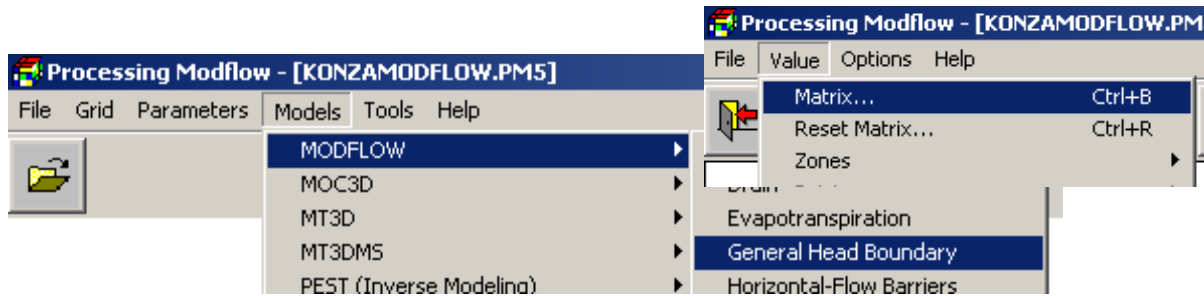 Processing Modflow - [KONZAMODFLOW.PM
File Value Options Help
Matrix... Ctrl+B
Reset Matrix... Ctrl+R
Zones
Processing Modflow - [KONZAMODFLOW.PM5]
File Grid Parameters Models Tools Help
MODFLOW
MOC3D
MT3D
MT3DMS
PEST (Inverse Modeling)
Evapotranspiration
General Head Boundary
Horizontal-Flow Barriers